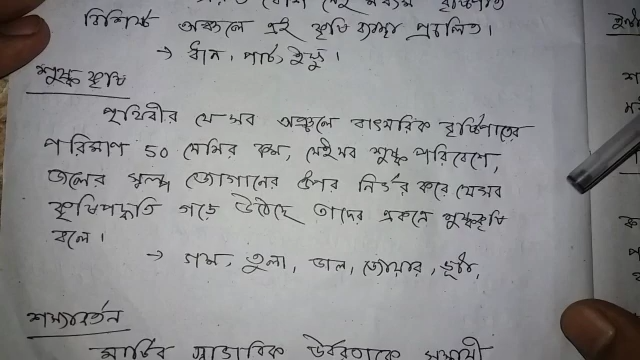 বিশিষ্ট অঞ্চলে এই কৃষি ব্যবস্থা প্রচলিত।
→ ধান, পাট, ইক্ষু।
শুষ্ক কৃষি
পৃথিবীর যেসব অঞ্চলে বাৎসরিক বৃষ্টিপাতের
পরিমাণ 50 সেমির কম, সেইসব শুষ্ক পরিবেশে,
জলের স্বল্প জোগানের ওপর নির্ভর করে যেসব
কৃষিপদ্ধতি গড়ে উঠেছে তাদের একত্রে শুষ্ককৃষি
বলে।
→ গম, তুলা, ডাল, জোয়ার,
শস্যাবর্তন
মাটির স্বাভাবিক উর্বরতাকে